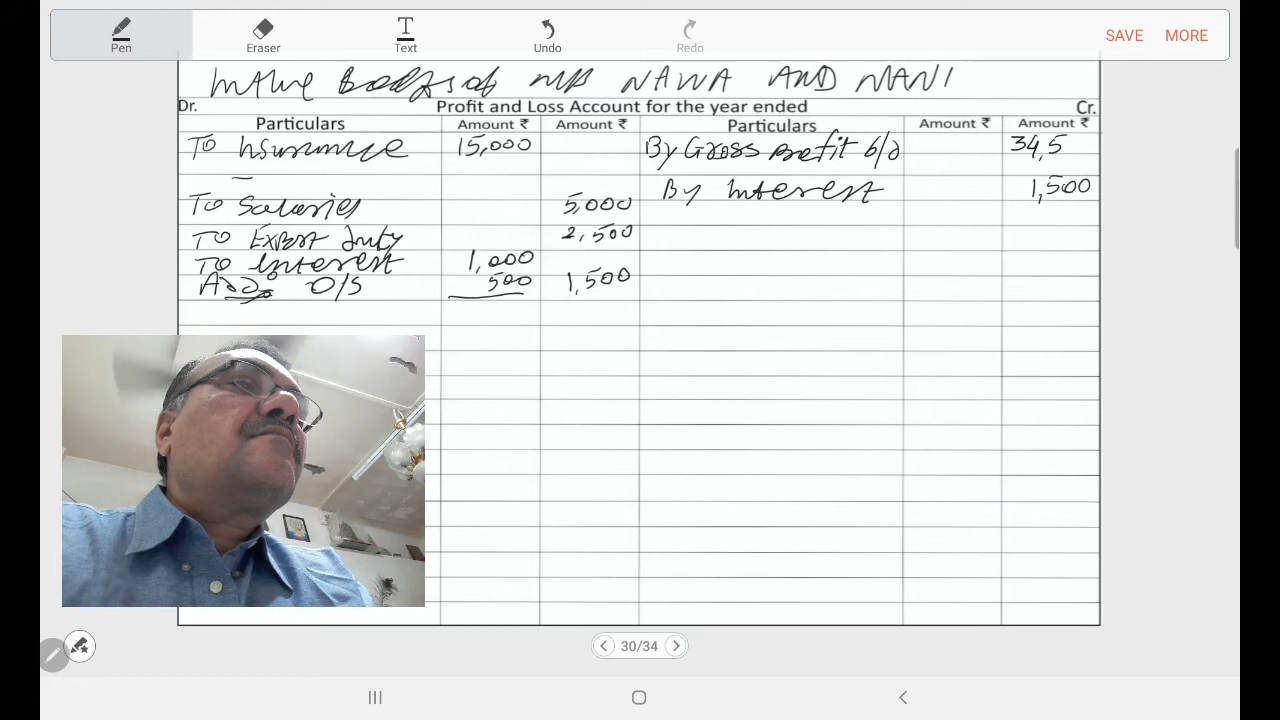 Pen Eraser Text Undo Redo SAVE MORE
In the Books of NAWA AND MANI
Dr. Profit and Loss Account for the year ended Cr.
Particulars Amount ₹ Amount ₹ Particulars Amount ₹ Amount ₹
To Insurance 15,000 By Gross profit b/d 34,5
By Interest 1,500
To Salaries 5,000
To Export duty 2,500
To Interest 1,000
Add: O/S 500 1,500
30/34